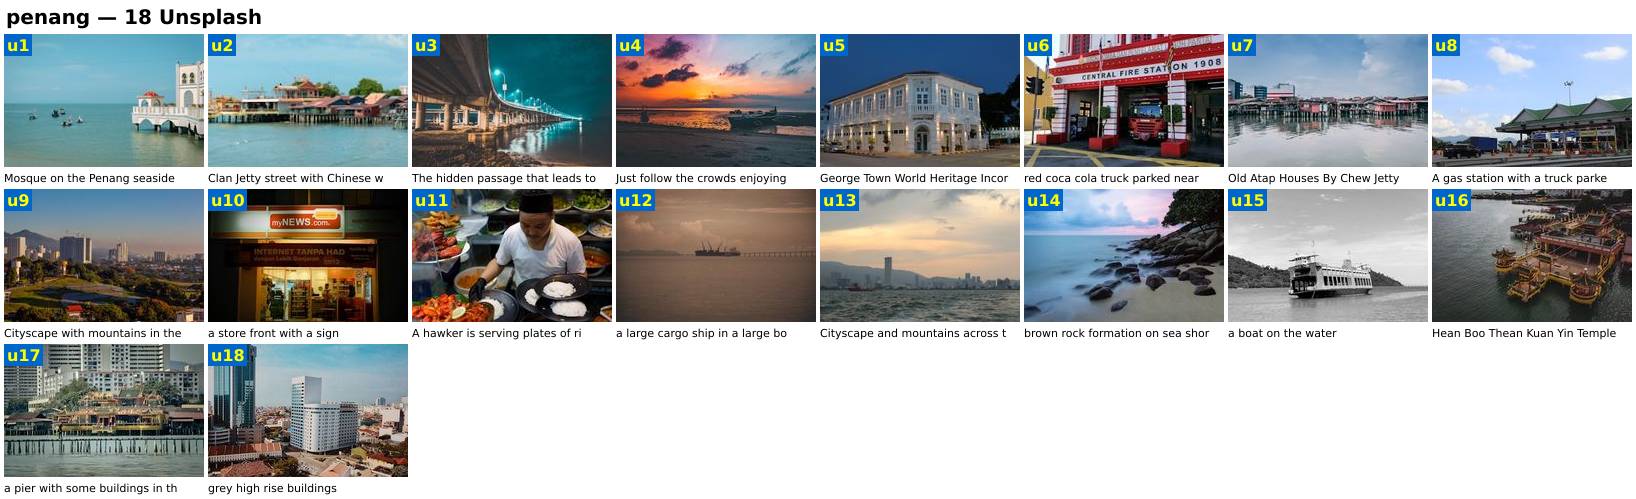 penang — 18 Unsplash
u1
u2
u3
u4
u5
u6
CENTRAL FIRE STATION 1908
u7
u8
Mosque on the Penang seaside
Clan Jetty street with Chinese w
The hidden passage that leads to
Just follow the crowds enjoying
George Town World Heritage Incor
red coca cola truck parked near
Old Atap Houses By Chew Jetty
A gas station with a truck parke
u9
u10
myNEWS.com
INTERNET TANPA HAD
dengan Lebih Ganjaran
u11
u12
u13
u14
u15
u16
Cityscape with mountains in the
a store front with a sign
A hawker is serving plates of ri
a large cargo ship in a large bo
Cityscape and mountains across t
brown rock formation on sea shor
a boat on the water
Hean Boo Thean Kuan Yin Temple
u17
u18
a pier with some buildings in th
grey high rise buildings